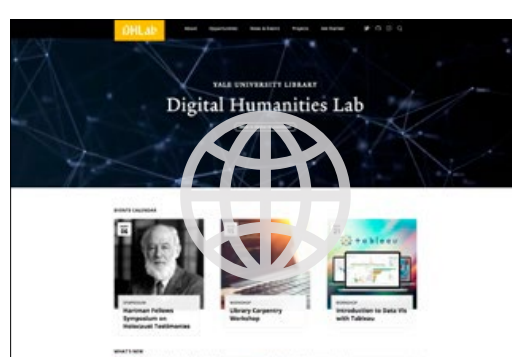 DHLab
About Opportunities News & Events Projects Get Started
YALE UNIVERSITY LIBRARY
Digital Humanities Lab
EVENTS CALENDAR
SYMPOSIUM
Hartman Fellows
Symposium on
Holocaust Testimonies
WORKSHOP
Library Carpentry
Workshop
+ableau
WORKSHOP
Introduction to Data Vis
with Tableau
WHAT'S NEW